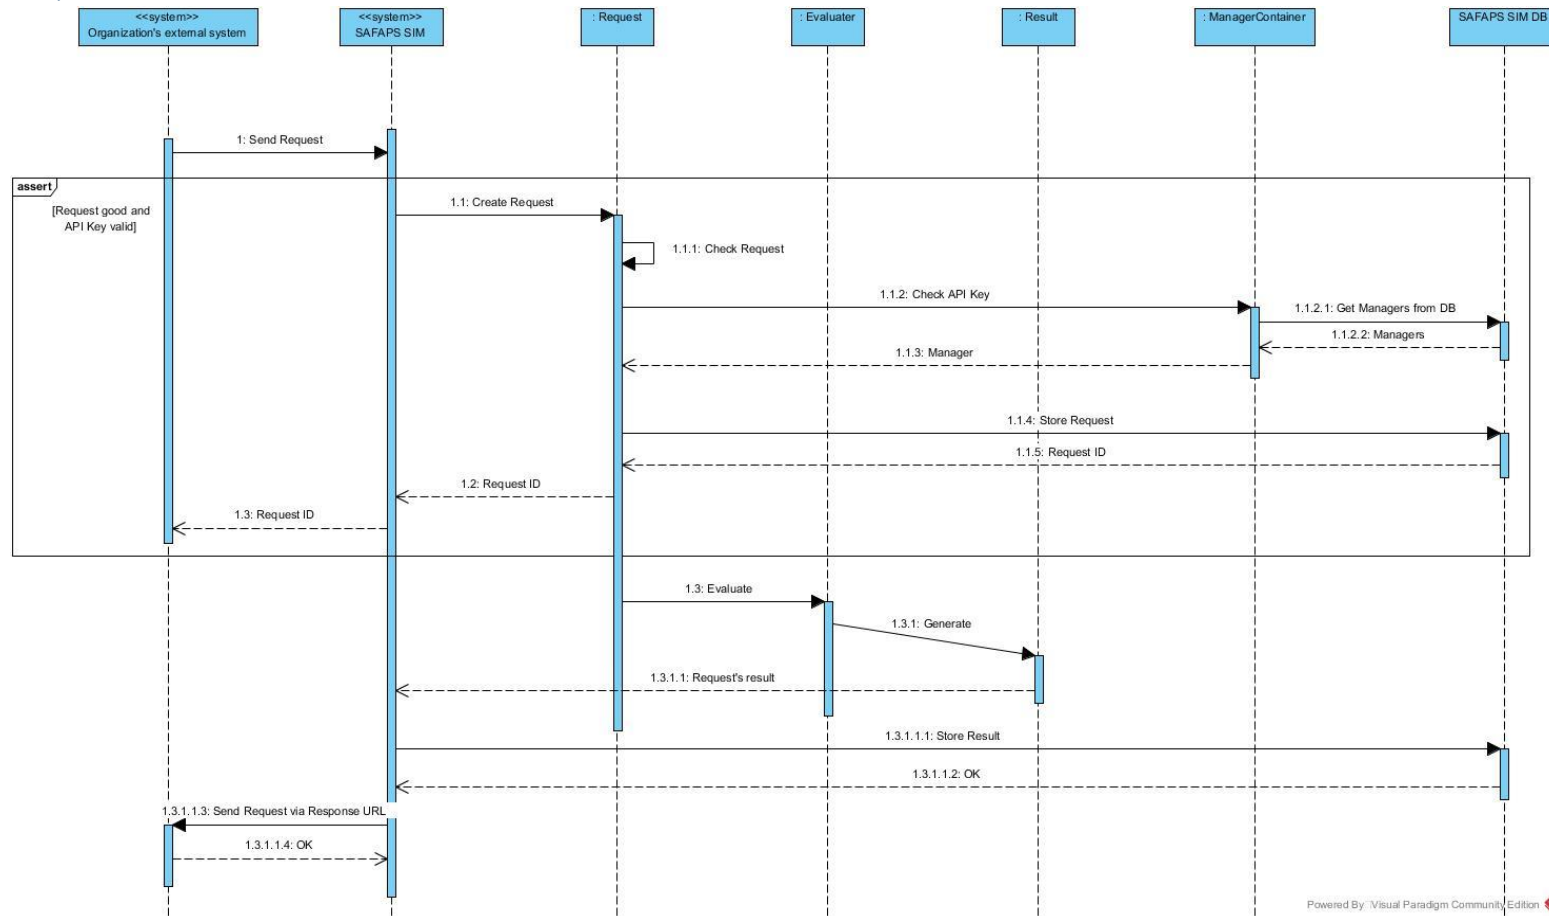 <<system>>
Organization's external system
<<system>>
SAFAPS SIM
: Request
: Evaluater
: Result
: ManagerContainer
SAFAPS SIM DB
1: Send Request
assert
[Request good and
API Key valid]
1.1: Create Request
1.1.1: Check Request
1.1.2: Check API Key
1.1.2.1: Get Managers from DB
1.1.2.2: Managers
1.1.3: Manager
1.1.4: Store Request
1.1.5: Request ID
1.2: Request ID
1.3: Request ID
1.3: Evaluate
1.3.1: Generate
1.3.1.1: Request's result
1.3.1.1.1: Store Result
1.3.1.1.2: OK
1.3.1.1.3: Send Request via Response URL
1.3.1.1.4: OK
Powered By Visual Paradigm Community Edition